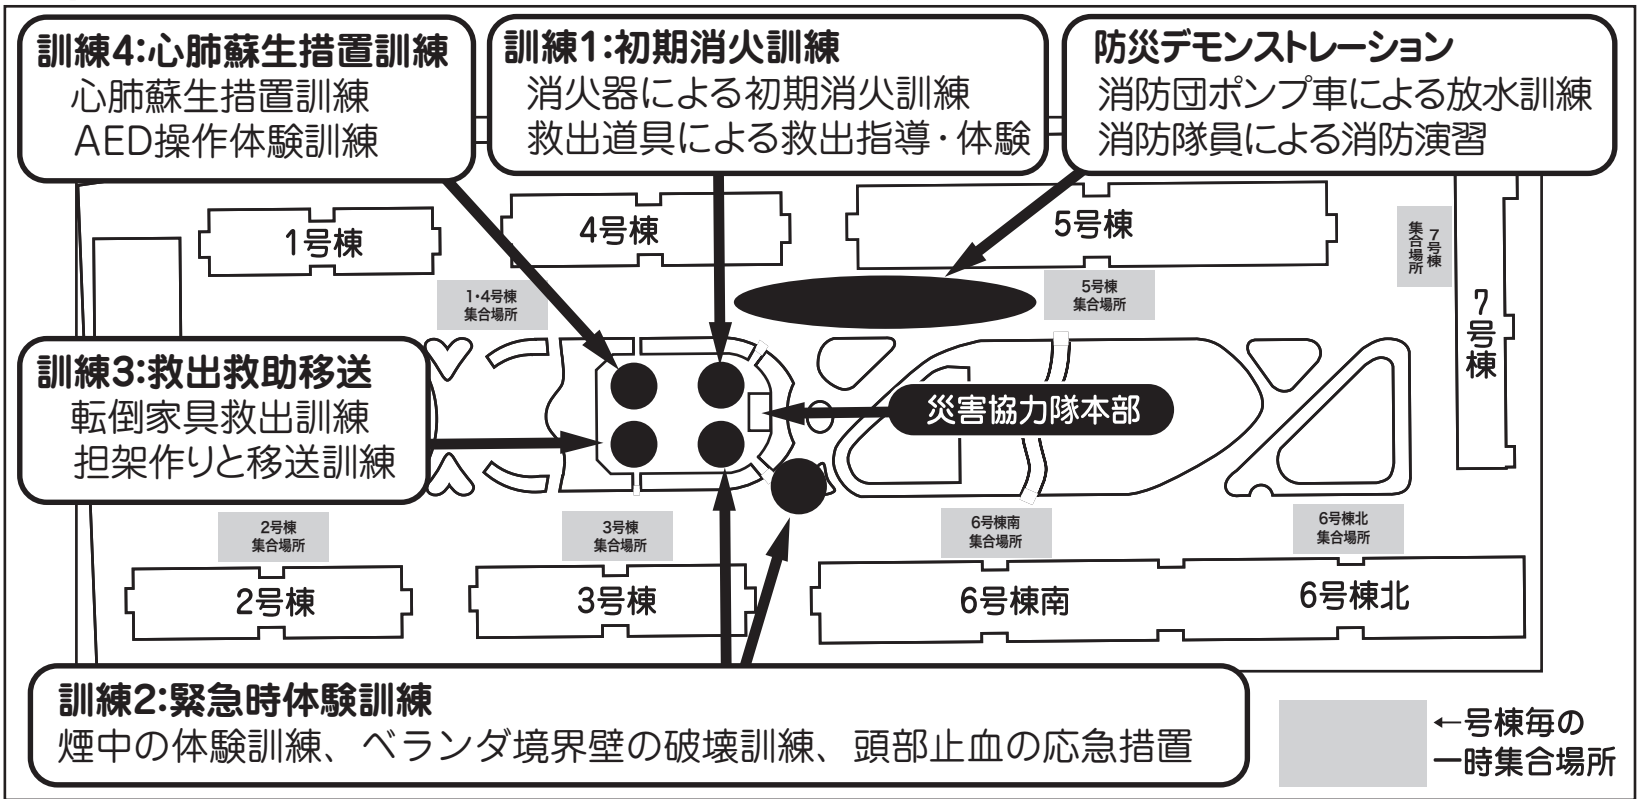 訓練4:心肺蘇生措置訓練
心肺蘇生措置訓練
AED操作体験訓練
訓練1:初期消火訓練
消火器による初期消火訓練
救出道具による救出指導・体験
防災デモンストレーション
消防団ポンプ車による放水訓練
消防隊員による消防演習
1号棟
4号棟
5号棟
7号棟
集合場所
1・4号棟
集合場所
5号棟
集合場所
7号棟
訓練3:救出救助移送
転倒家具救出訓練
担架作りと移送訓練
災害協力隊本部
2号棟
集合場所
3号棟
集合場所
6号棟南
集合場所
6号棟北
集合場所
2号棟
3号棟
6号棟南
6号棟北
訓練2:緊急時体験訓練
煙中の体験訓練、ベランダ境界壁の破壊訓練、頭部止血の応急措置
←号棟毎の
一時集合場所